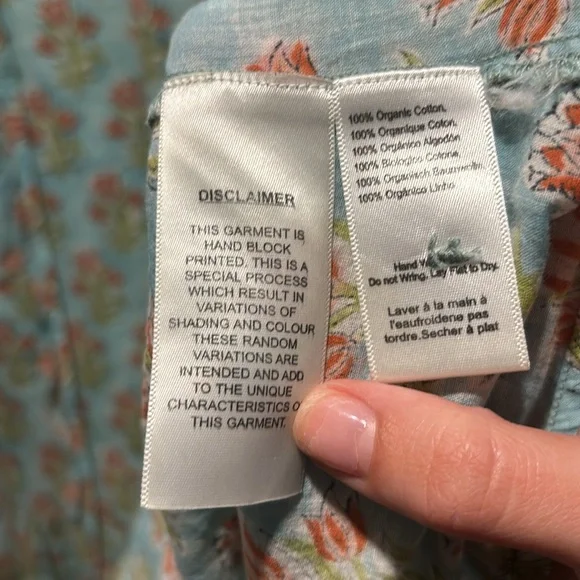 DISCLAIMER
THIS GARMENT IS
HAND BLOCK
PRINTED. THIS IS A
SPECIAL PROCESS
WHICH RESULT IN
VARIATIONS OF
SHADING AND COLOUR
THESE RANDOM
VARIATIONS ARE
INTENDED AND ADD
TO THE UNIQUE
CHARACTERISTICS
THIS GARMENT.
100% Organic Cotton,
100% Organique Coton,
100% Orgánico Algodón
100% Biologico Cotone,
100% Organisch Baumwolle,
100% Orgânico Linho
Hand
Do not Wring. Lay Flat to Dry.
Laver à la main à
l'eaufroidene pas
tordre.Secher à plat